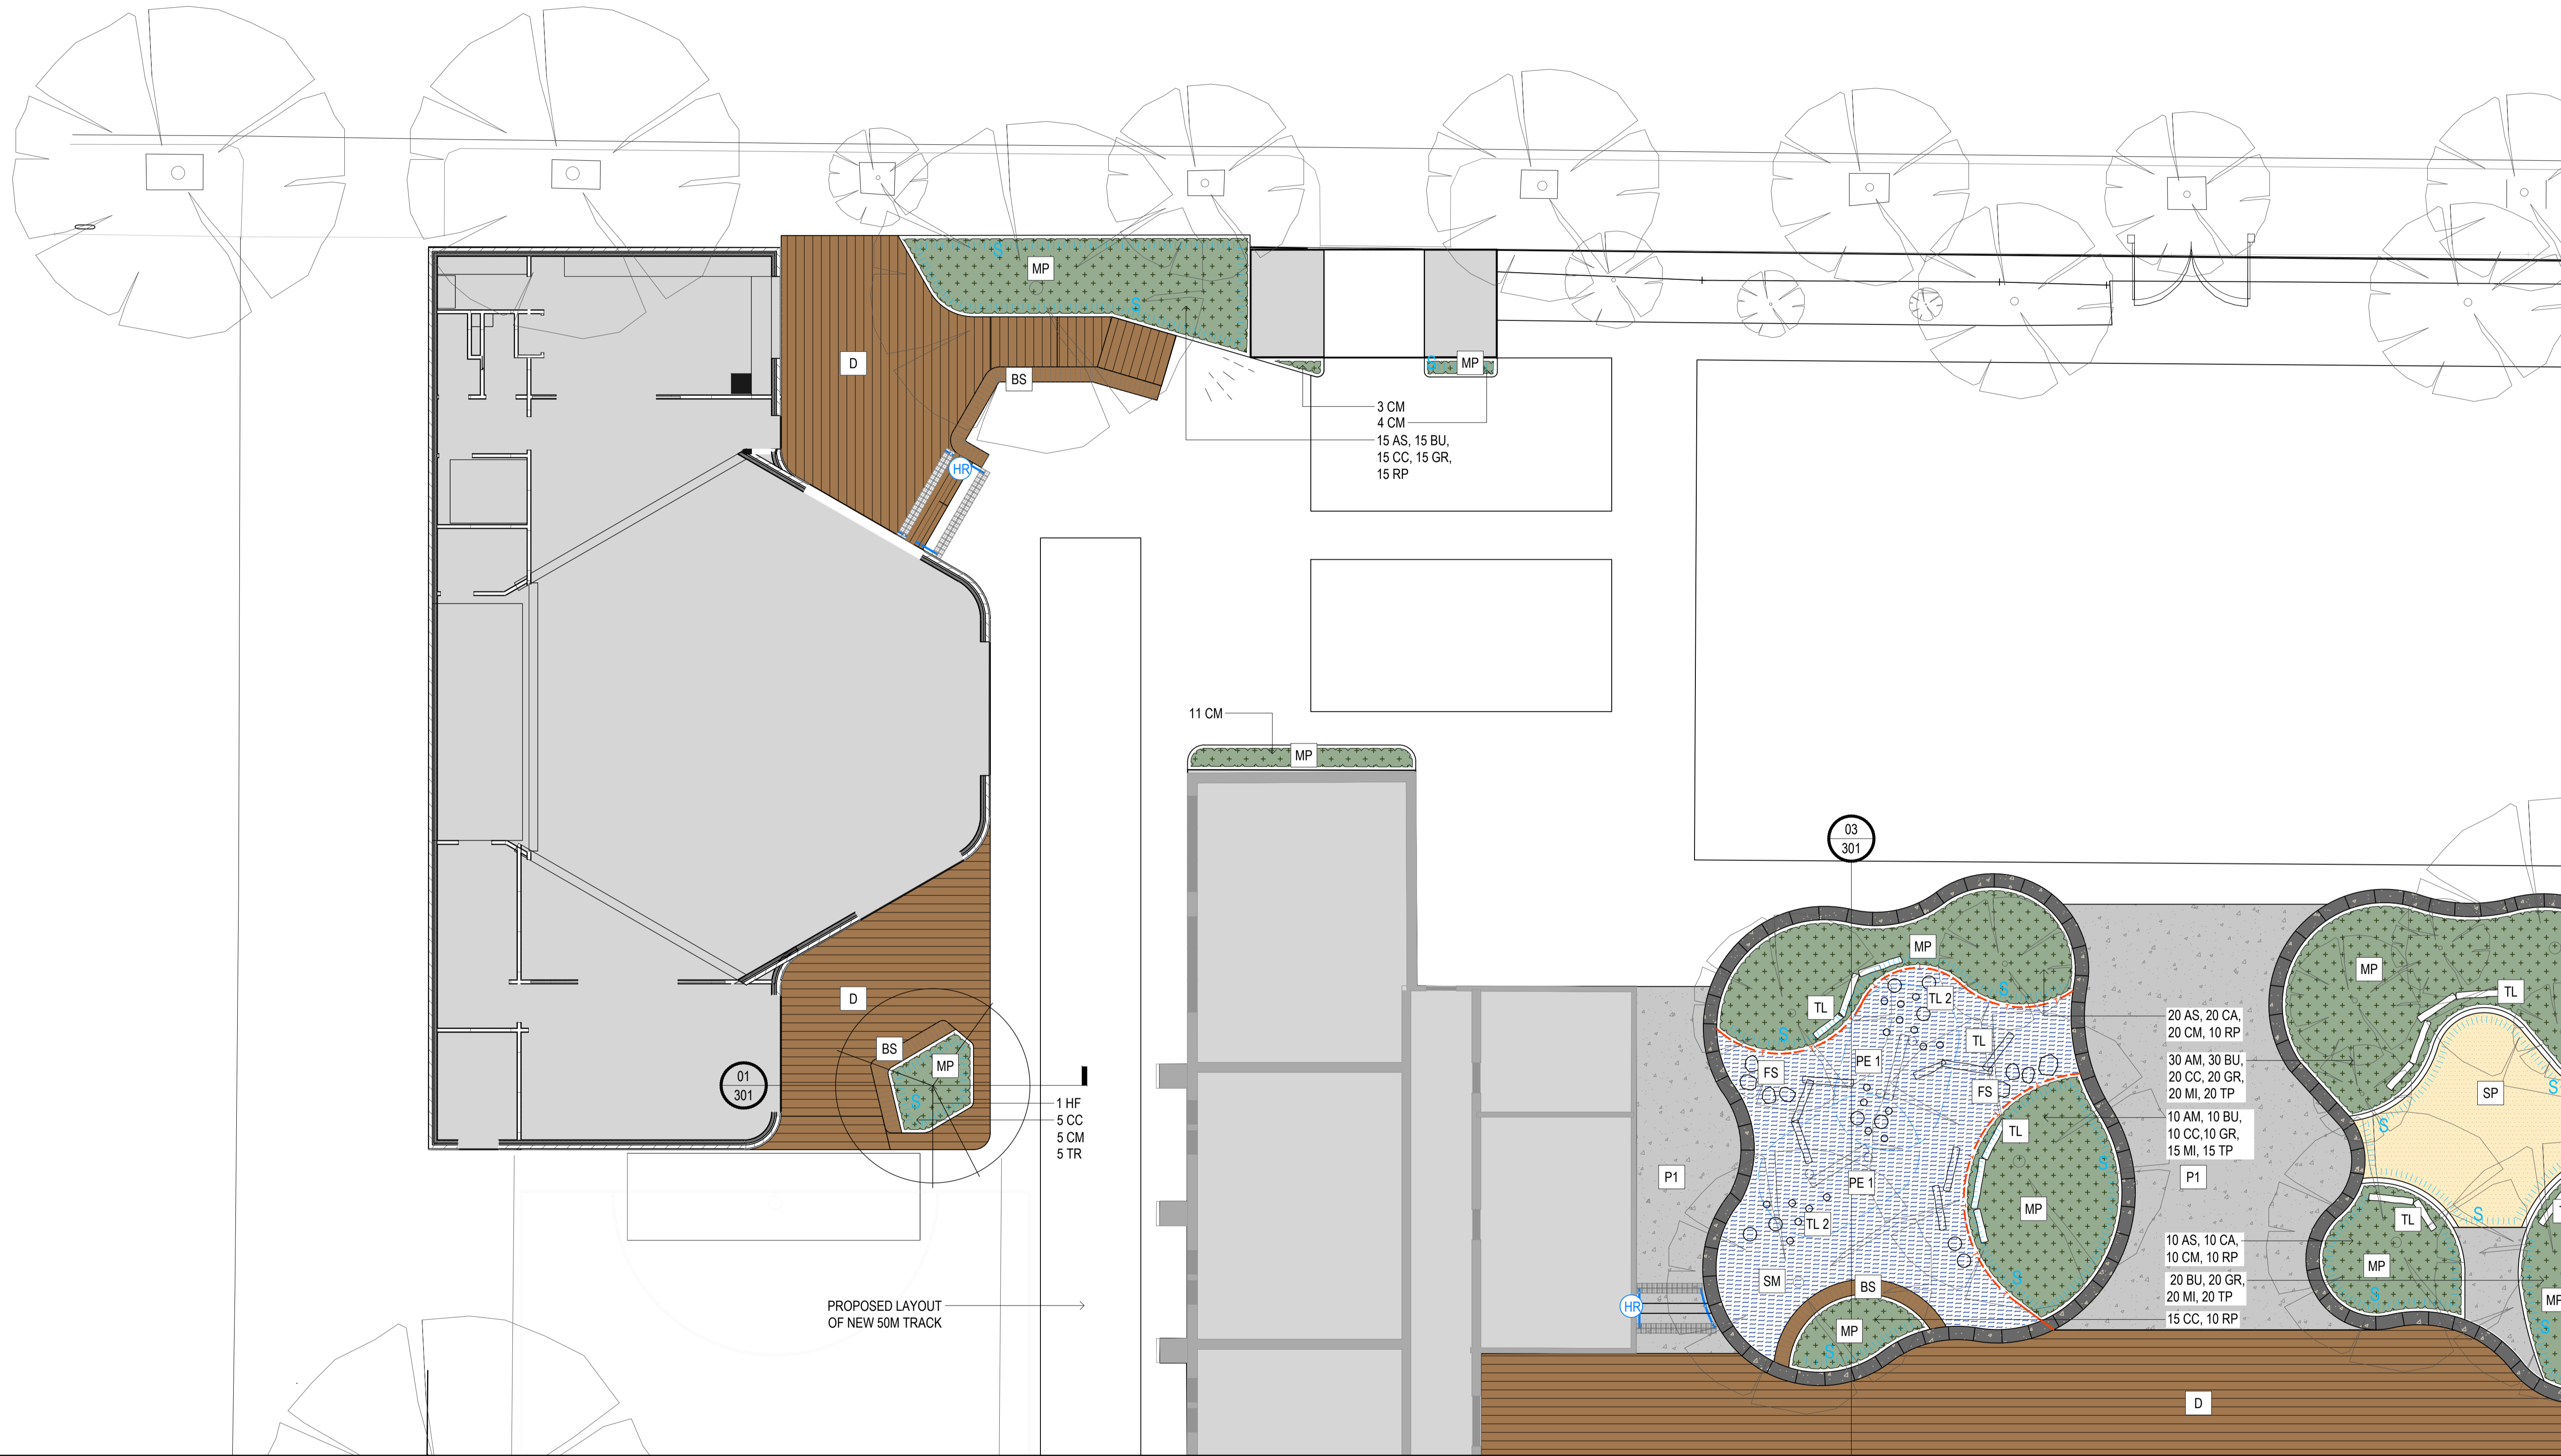 S
MP
S
D
S
MP
BS
3 CM
4 CM
15 AS, 15 BU,
15 CC, 15 GR,
15 RP
HR
11 CM
MP
03
301
MP
MP
TL
TL
S
TL 2
S
20 AS, 20 CA,
20 CM, 10 RP
D
TL
BS
MP
PE 1
FS
30 AM, 30 BU,
20 CC, 20 GR,
20 MI, 20 TP
SP
S
FS
01
301
S
1 HF
5 CC
5 CM
5 TR
10 AM, 10 BU,
10 CC,10 GR,
15 MI, 15 TP
S
TL
S
P1
P1
PE 1
MP
TL 2
TL
S
10 AS, 10 CA,
10 CM, 10 RP
MP
SM
S
BS
20 BU, 20 GR,
20 MI, 20 TP
S
MP
HR
PROPOSED LAYOUT
OF NEW 50M TRACK
15 CC, 10 RP
S
MP
S
D